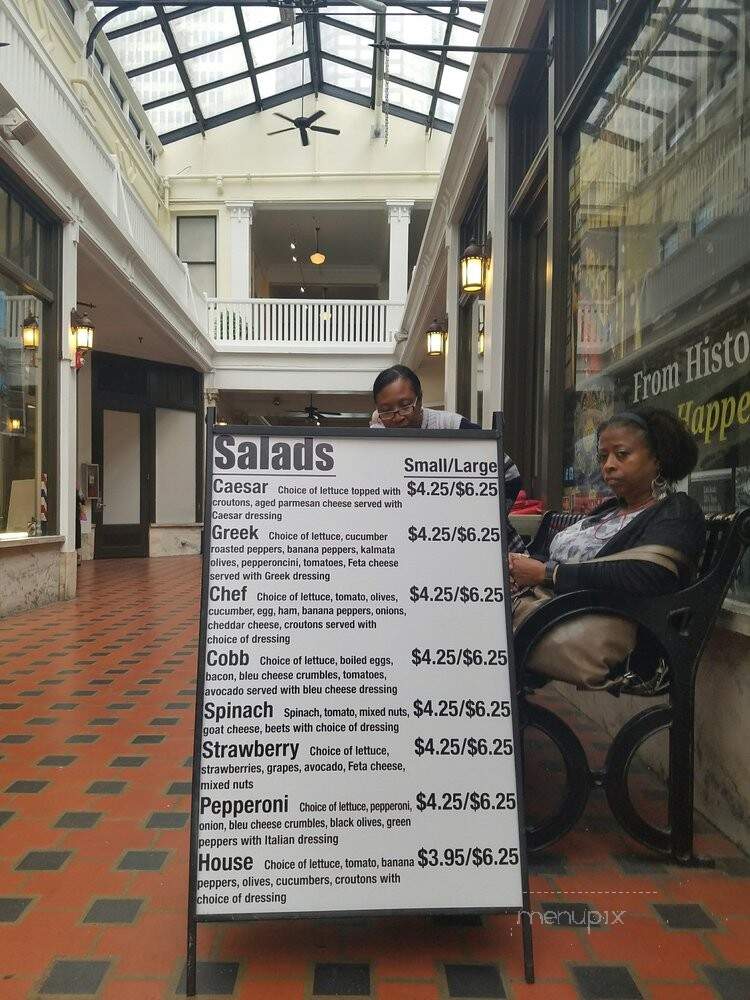 From Histo
Happe
Salads
Small/Large
Caesar Choice of lettuce topped with $4.25/$6.25
croutons, aged parmesan cheese served with
Caesar dressing
Greek Choice of lettuce, cucumber $4.25/$6.25
roasted peppers, banana peppers, kalmata
olives, pepperoncini, tomatoes, Feta cheese
served with Greek dressing
Chef Choice of lettuce, tomato, olives, $4.25/$6.25
cucumber, egg, ham, banana peppers, onions,
cheddar cheese, croutons served with
choice of dressing
Cobb Choice of lettuce, boiled eggs, $4.25/$6.25
bacon, bleu cheese crumbles, tomatoes,
avocado served with bleu cheese dressing
Spinach Spinach, tomato, mixed nuts, $4.25/$6.25
goat cheese, beets with choice of dressing
Strawberry Choice of lettuce, $4.25/$6.25
strawberries, grapes, avocado, Feta cheese,
mixed nuts
Pepperoni Choice of lettuce, pepperoni, $4.25/$6.25
onion, bleu cheese crumbles, black olives, green
peppers with Italian dressing
House Choice of lettuce, tomato, banana $3.95/$6.25
peppers, olives, cucumbers, croutons with
choice of dressing
menupix